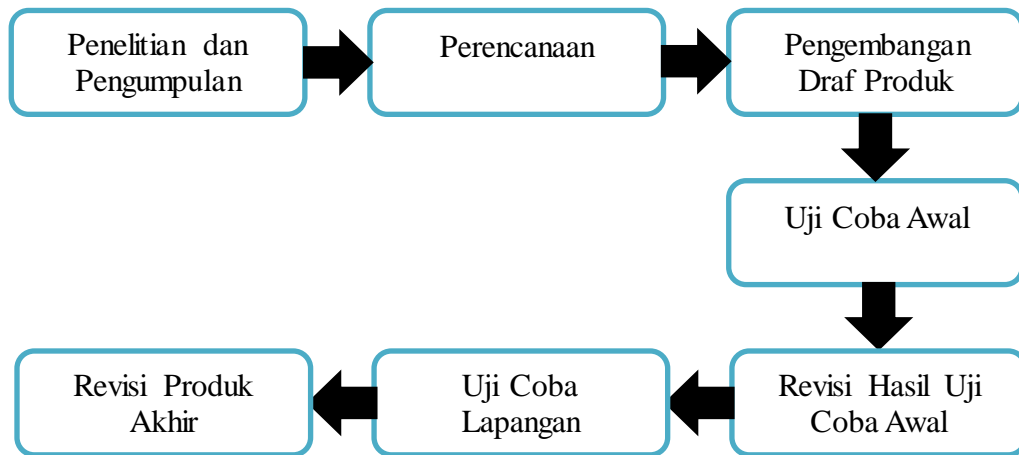 Penelitian dan
Pengumpulan
Perencanaan
Pengembangan
Draf Produk
Uji Coba Awal
Revisi Hasil Uji
Coba Awal
Uji Coba
Lapangan
Revisi Produk
Akhir